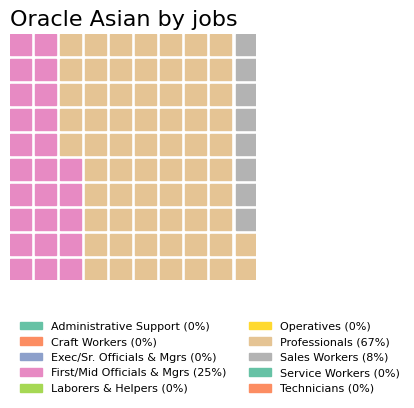 Oracle Asian by jobs
Administrative Support (0%)
Craft Workers (0%)
Exec/Sr. Officials & Mgrs (0%)
First/Mid Officials & Mgrs (25%)
Laborers & Helpers (0%)
Operatives (0%)
Professionals (67%)
Sales Workers (8%)
Service Workers (0%)
Technicians (0%)